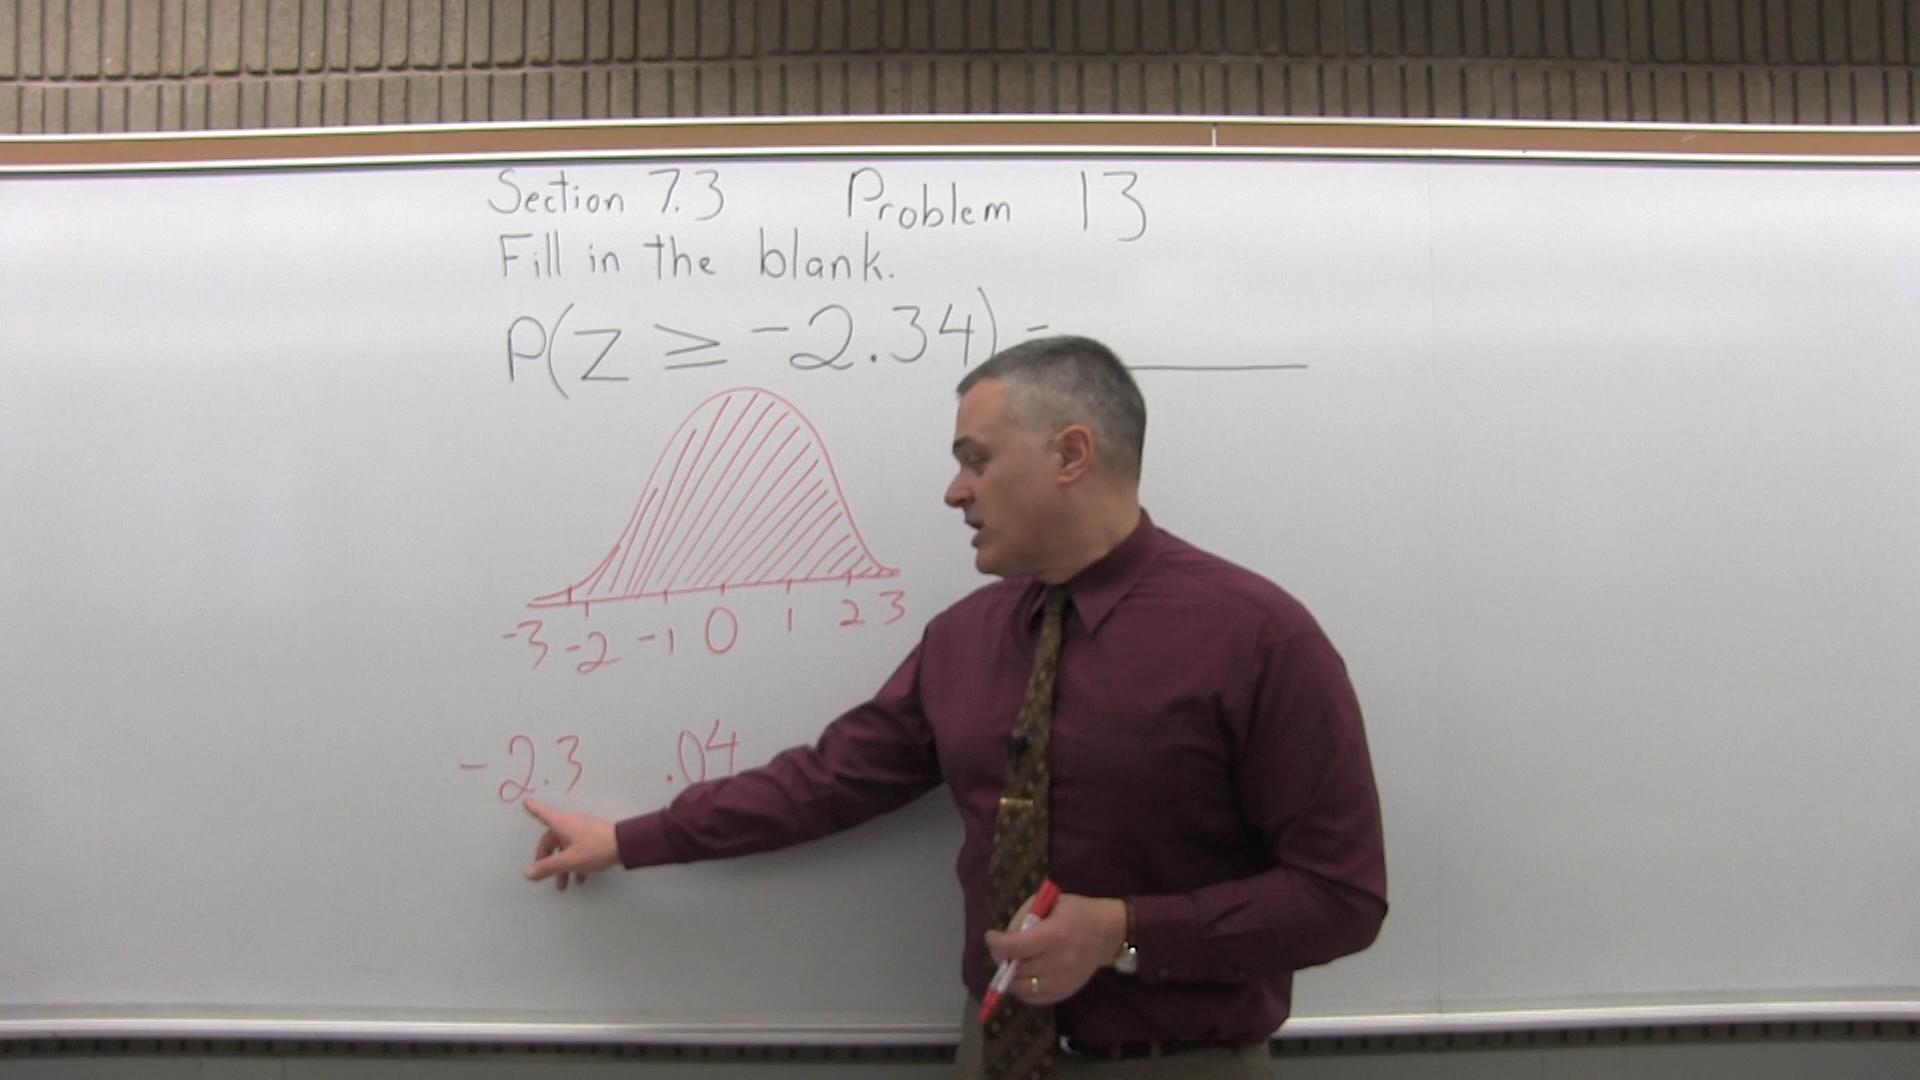 Section 7.3 Problem 13
Fill in the blank.
P(Z ≥ -2.34) = ____
-3 -2 -1 0 1 2 3
-2.3 .04